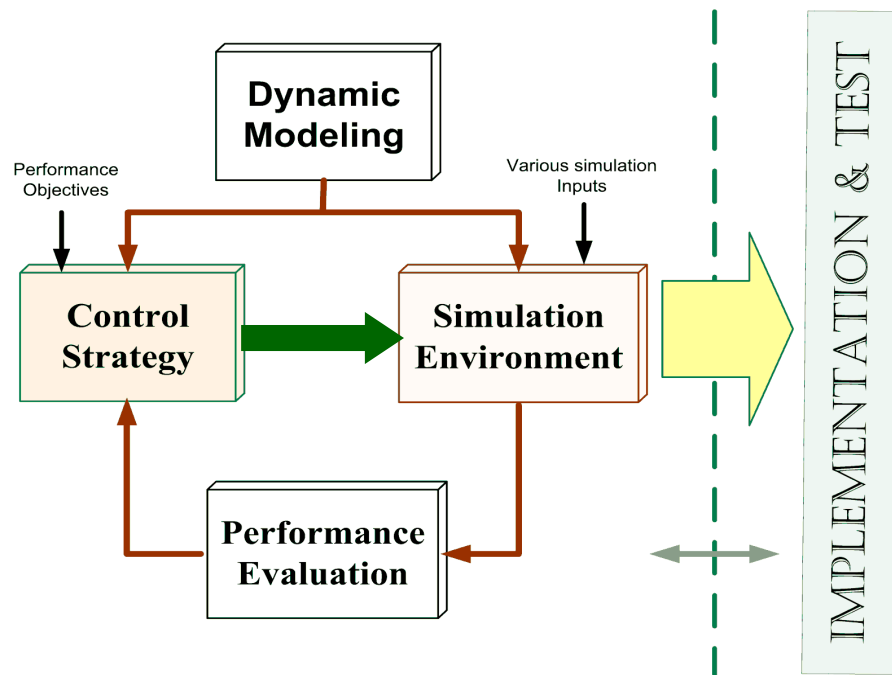 Dynamic
Modeling
Performance
Objectives
Various simulation
Inputs
Control
Strategy
Simulation
Environment
Performance
Evaluation
IMPLEMENTATION & TEST